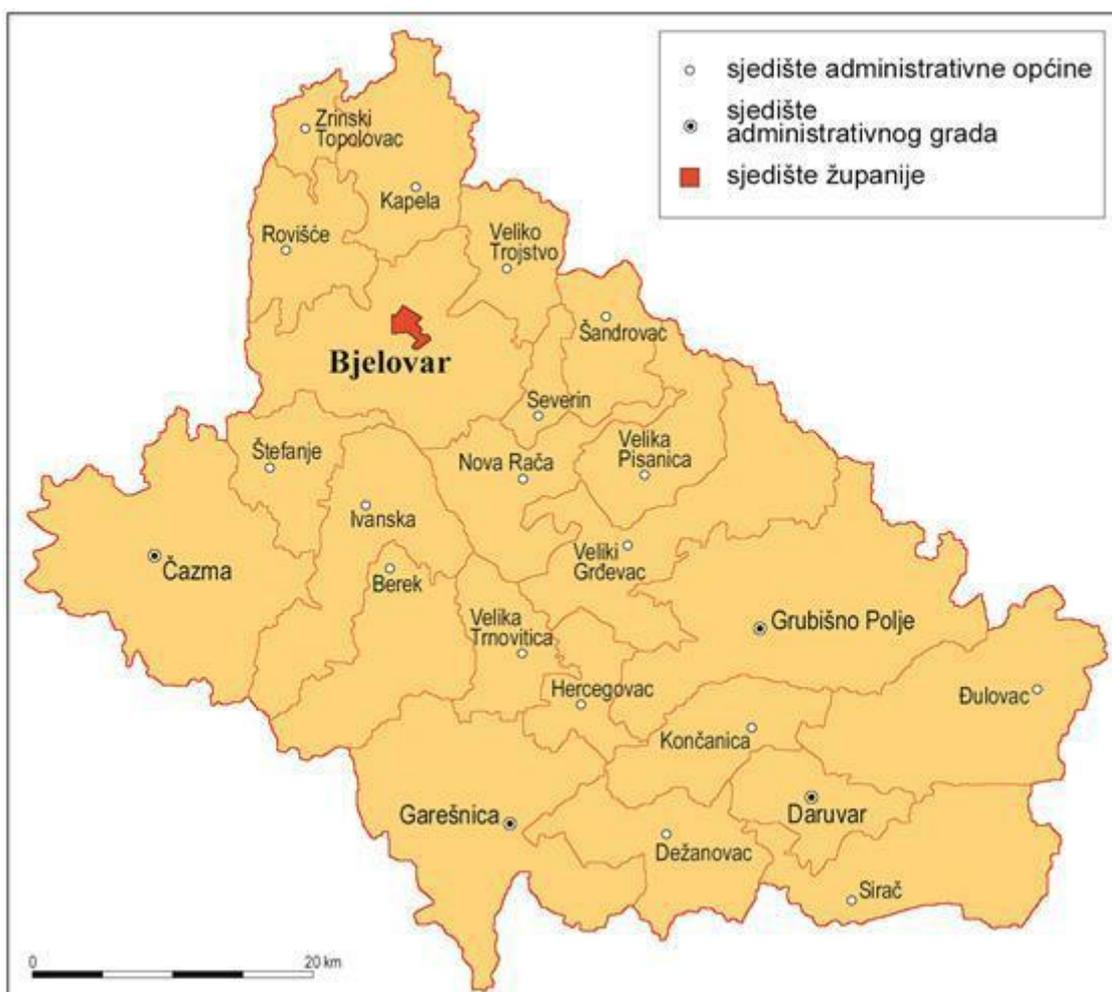 sjedište administrativne općine
sjedište
administrativnog grada
sjedište županije
Zrinski
Topolovac
Kapela
Rovišće
Veliko
Trojstvo
Šandrovac
Bjelovar
Severin
Štefanje
Nova Rača
Velika
Pisanica
Ivanska
Čazma
Veliki
Grđevac
Berek
Velika
Trnovitica
Grubišno Polje
Hercegovac
Đulovac
Končanica
Garešnica
Daruvar
Dežanovac
Sirač
0
20 km